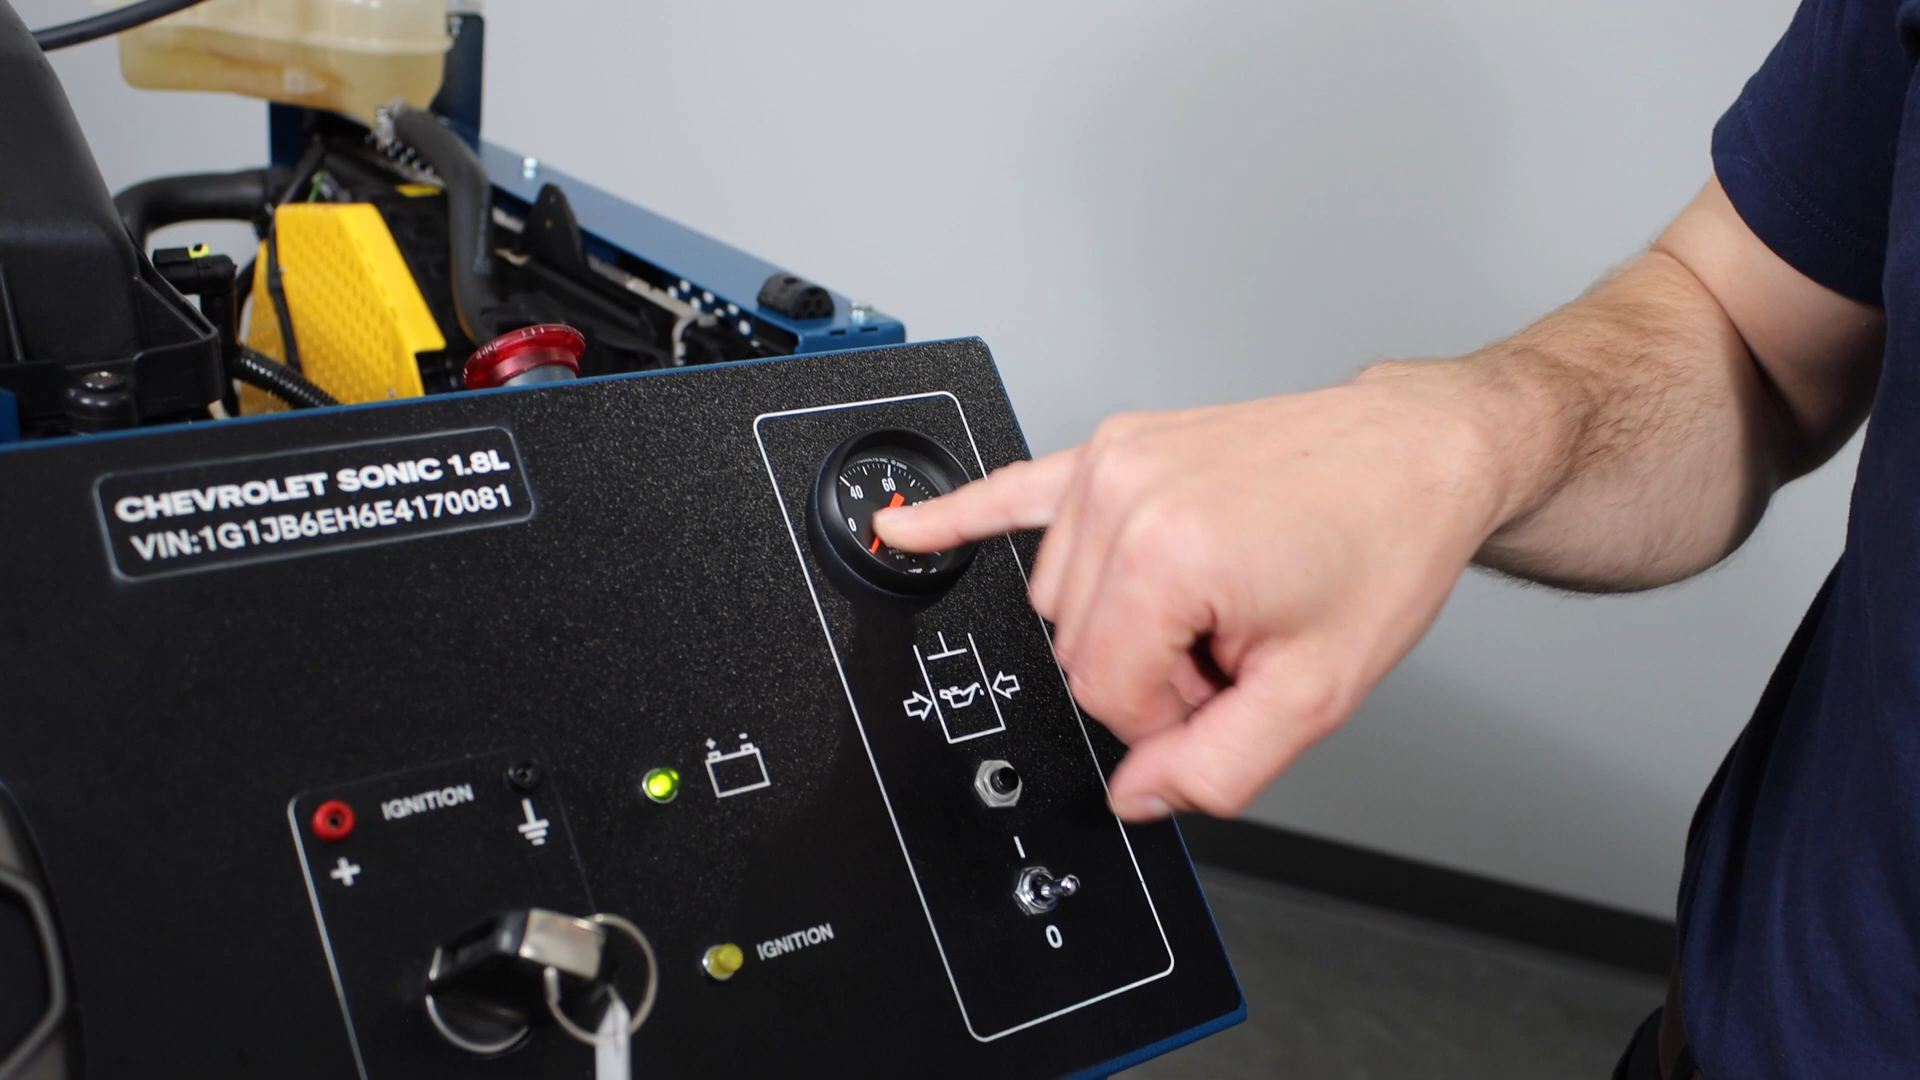 CHEVROLET SONIC 1.8L
VIN:1G1JB6EH6E4170081
40 60
0
IGNITION
IGNITION
0